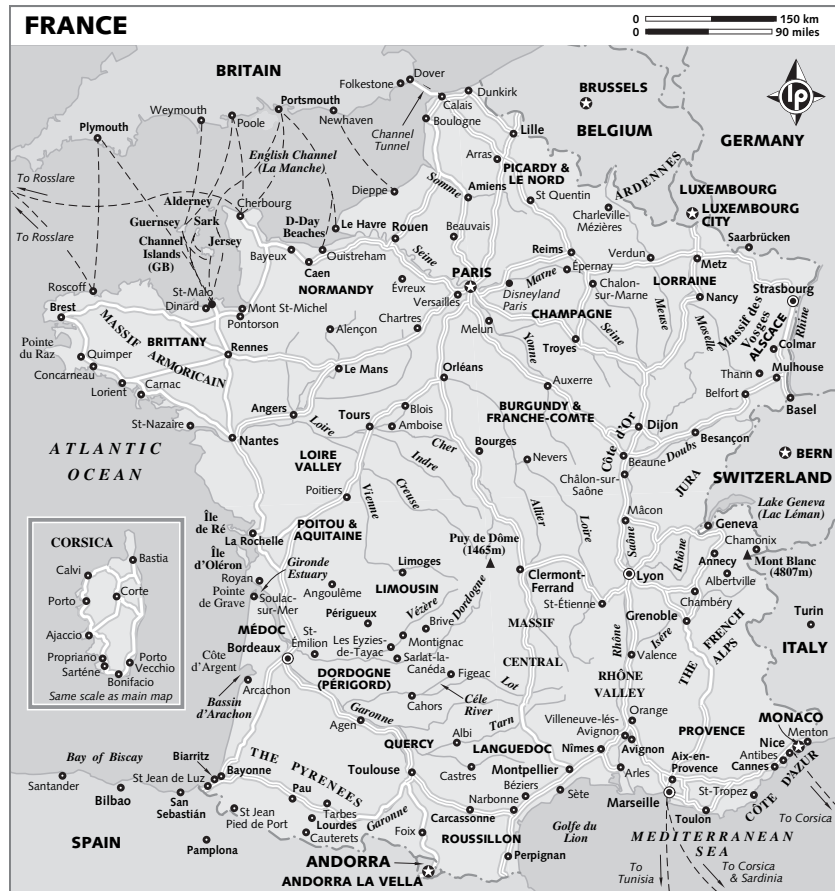 FRANCE
0 150 km
0 90 miles
lp
BRITAIN
Dover
Folkestone
Dunkirk
BRUSSELS
Calais
Portsmouth
Weymouth
Poole
Newhaven
Boulogne
Plymouth
Channel
Tunnel
Lille
BELGIUM
GERMANY
English Channel
(La Manche)
Arras
PICARDY &
LE NORD
ARDENNES
To Rosslare
Dieppe
Somme
Amiens
St Quentin
LUXEMBOURG
LUXEMBOURG
CITY
Alderney
Cherbourg
Charleville-
Mézières
Guernsey
Sark
D-Day
Beaches
Le Havre
Rouen
Beauvais
To Rosslare
Channel
Islands
(GB)
Jersey
Bayeux
Ouistreham
Caen
Seine
Reims
Verdun
Saarbrücken
Metz
Roscoff
St-Malo
NORMANDY
Évreux
PARIS
Marne
Épernay
LORRAINE
Strasbourg
Versailles
Disneyland
Paris
Chalon-
sur-Marne
Nancy
Brest
Dinard
Mont St-Michel
Pontorson
Chartres
Melun
CHAMPAGNE
Seine
Meuse
Moselle
Massif des
Vosges
ALSCACE
Rhine
BRITTANY
MASSIF ARMORICAIN
Alençon
Yonne
Troyes
Colmar
Pointe
du Raz
Quimper
Rennes
Le Mans
Orléans
Thann
Mulhouse
Concarneau
Lorient
Carnac
Auxerre
Belfort
Basel
Angers
Blois
BURGUNDY &
FRANCHE-COMTE
Côte d'Or
St-Nazaire
Loire
Tours
Amboise
Dijon
Besançon
Nantes
Cher
Bourges
Beaune
Doubs
BERN
ATLANTIC
OCEAN
LOIRE
VALLEY
Indre
Nevers
Châlon-sur-
Saône
JURA
SWITZERLAND
Poitiers
Vienne
Creuse
Allier
Loire
Lake Geneva
(Lac Léman)
Île
de Ré
POITOU &
AQUITAINE
Mâcon
Geneva
La Rochelle
Puy de Dôme
(1465m)
Saône
Rhône
Chamonix
CORSICA
Bastia
Île
d'Oléron
Gironde
Estuary
Limoges
Annecy
Mont Blanc
(4807m)
Calvi
Royan
Clermont-
Ferrand
Lyon
Albertville
Corte
Pointe
de Grave
Soulac-
sur-Mer
Angoulême
LIMOUSIN
Dordogne
St-Étienne
Chambéry
Porto
Périgueux
Vézère
Grenoble
Turin
Ajaccio
MÉDOC
St-
Émilion
Brive
MASSIF
CENTRAL
Isère
THE FRENCH
ALPS
ITALY
Les Eyzies-
de-Tayac
Montignac
Rhône
Propriano
Porto
Vecchio
Côte
d'Argent
Bordeaux
Sarlat-la-
Canéda
Valence
Sarténe
Bonifacio
DORDOGNE
(PÉRIGORD)
Figeac
RHÔNE
VALLEY
Same scale as main map
Arcachon
Céle
River
Lot
Bassin
d'Arachon
Cahors
Orange
Garonne
Agen
Tarn
Villeneuve-lés-
Avignon
PROVENCE
MONACO
Menton
Albi
QUERCY
LANGUEDOC
Nîmes
Avignon
Nice
Antibes
Cannes
Bay of Biscay
Biarritz
THE PYRENEES
Aix-en-
Provence
Santander
St Jean de Luz
Bayonne
Toulouse
Castres
Montpellier
Arles
St-Tropez
CÔTE D'AZUR
Bilbao
San
Sebastián
Pau
Béziers
Sète
Marseille
Toulon
Tarbes
Narbonne
To Corsica
St Jean
Pied de Port
Lourdes
Garonne
Carcassonne
Cauterets
Foix
ROUSSILLON
Golfe du
Lion
MEDITERRANEAN
SEA
SPAIN
Pamplona
Perpignan
ANDORRA
ANDORRA LA VELLA
To
Tunisia
To Corsica
& Sardinia